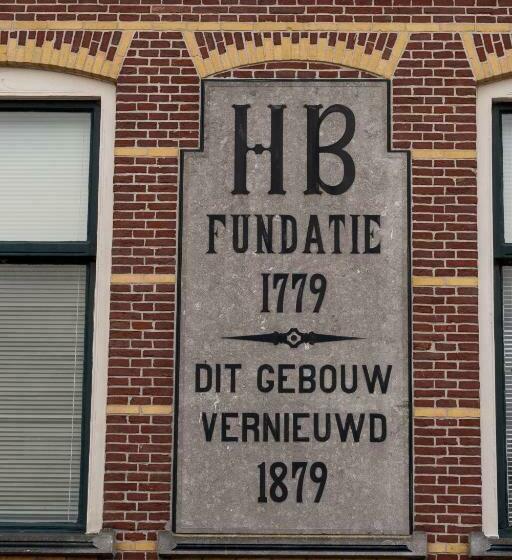 HB
FUNDATIE
1779
DIT GEBOUW
VERNIEUWD
1879